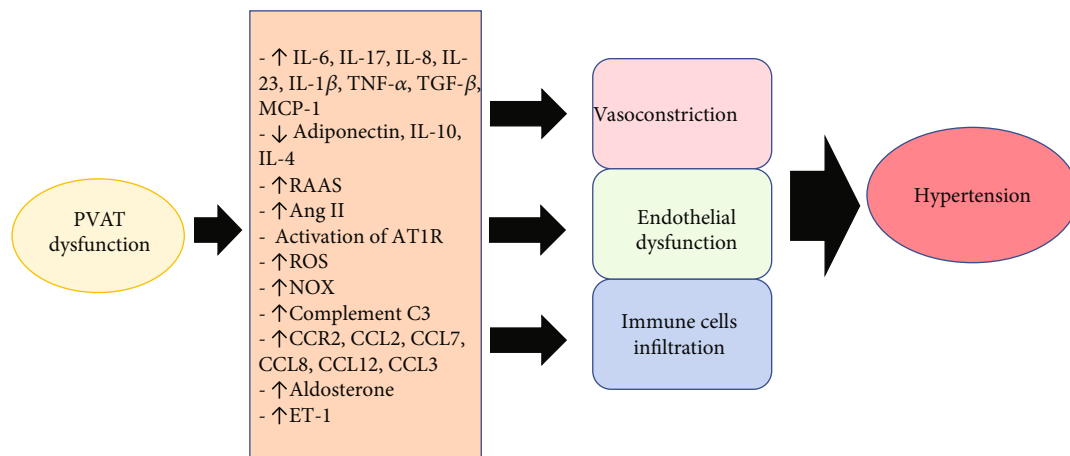 PVAT
dysfunction
- ↑ IL-6, IL-17, IL-8, IL-
23, IL-1β, TNF-α, TGF-β,
MCP-1
- ↓ Adiponectin, IL-10,
IL-4
- ↑RAAS
- ↑Ang II
- Activation of AT1R
- ↑ROS
- ↑NOX
- ↑Complement C3
- ↑CCR2, CCL2, CCL7,
CCL8, CCL12, CCL3
- ↑Aldosterone
- ↑ET-1
Vasoconstriction
Endothelial
dysfunction
Immune cells
infiltration
Hypertension